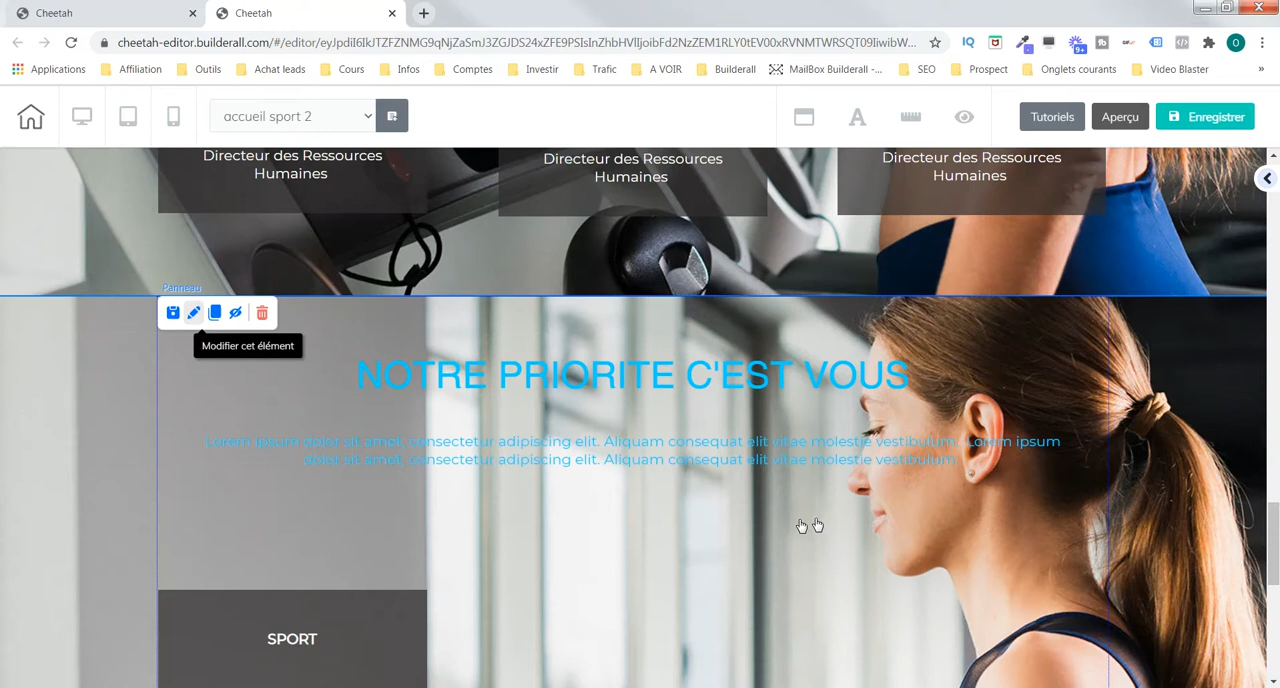 Cheetah
Cheetah
cheetah-editor.builderall.com/#/editor/eyJpdiI6IkJTZFZNMG9qNjZaSmJ3ZGJDS24zZFE9PSIsInZhbHVlIjoibFd2NzZEM1RLY0tEV00xRVNMTWRSQT09IiwibW...
O
Applications
Affiliation
Outils
Achat leads
Cours
Infos
Comptes
Investir
Trafic
A VOIR
Builderall
MailBox Builderall -...
SEO
Prospect
Onglets courants
Video Blaster
»
accueil sport 2
Tutoriels
Aperçu
Enregistrer
Directeur des Ressources
Humaines
Directeur des Ressources
Humaines
Directeur des Ressources
Humaines
Panneau
Modifier cet élément
NOTRE PRIORITE C'EST VOUS
Lorem ipsum dolor sit amet, consectetur adipiscing elit. Aliquam consequat elit vitae molestie vestibulum. Lorem ipsum
dolor sit amet, consectetur adipiscing elit. Aliquam consequat elit vitae molestie vestibulum.
SPORT